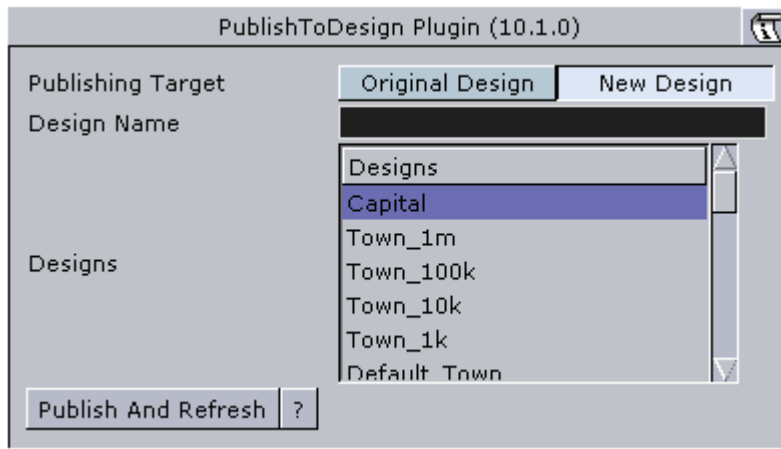 PublishToDesign Plugin (10.1.0)
Publishing Target Original Design New Design
Design Name
Designs
Capital
Town_1m
Town_100k
Designs
Town_10k
Town_1k
Default_Town
Publish And Refresh ?